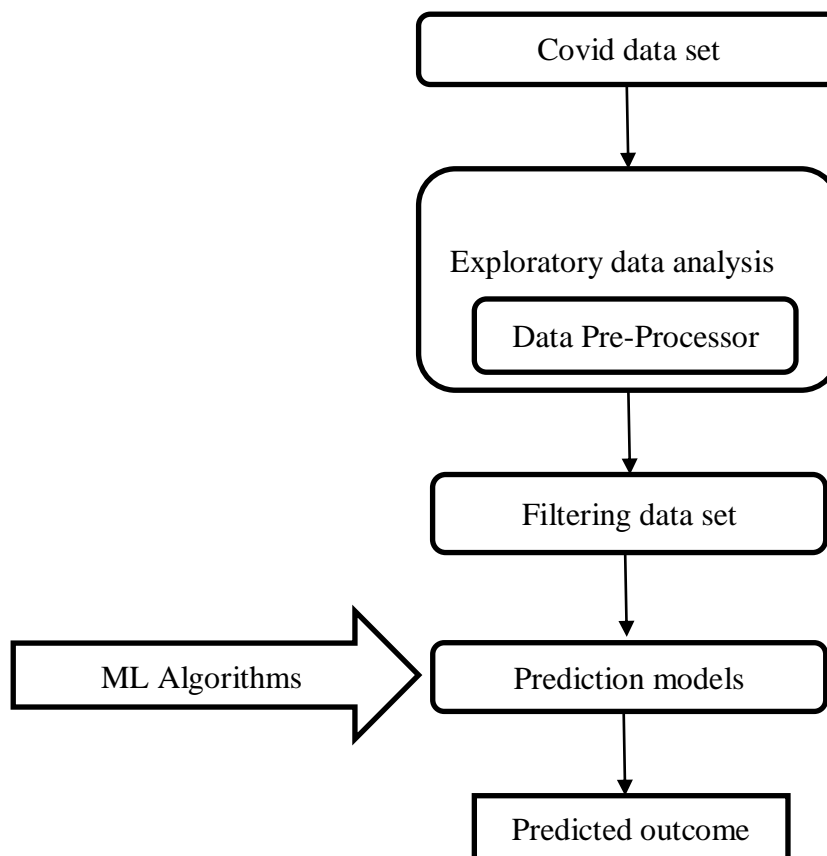 Covid data set
Exploratory data analysis
Data Pre-Processor
Filtering data set
ML Algorithms
Prediction models
Predicted outcome